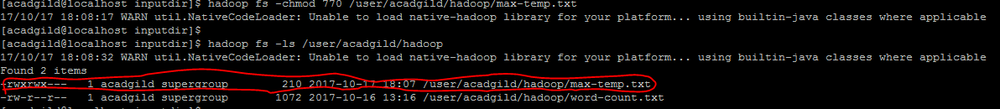 [acadgild@localhost inputdir]$ hadoop fs -chmod 770 /user/acadgild/hadoop/max-temp.txt
17/10/17 18:08:17 WARN util.NativeCodeLoader: Unable to load native-hadoop library for your platform... using builtin-java classes where applicable
[acadgild@localhost inputdir]$
[acadgild@localhost inputdir]$ hadoop fs -ls /user/acadgild/hadoop
17/10/17 18:08:32 WARN util.NativeCodeLoader: Unable to load native-hadoop library for your platform... using builtin-java classes where applicable
Found 2 items
-rwxrwx---   1 acadgild supergroup        210 2017-10-17 18:07 /user/acadgild/hadoop/max-temp.txt
-rw-r--r--   1 acadgild supergroup       1072 2017-10-16 13:16 /user/acadgild/hadoop/word-count.txt
[acadgild@localhost inputdir]$